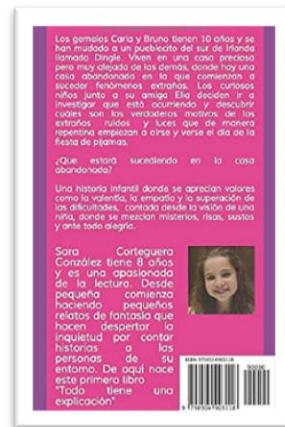 Los gemelos Carla y Bruno tienen 10 años y se
han mudado a un pueblecito del sur de Irlanda
llamado Dingle. Viven en una casa preciosa
pero muy alejada de las demás, donde hay una
casa abandonada en la que comienzan a
suceder fenómenos extraños. Los curiosos
niños junto a su amiga Ella deciden ir a
investigar que está ocurriendo y descubrir
cuáles son los verdaderos motivos de los
extraños ruidos y luces que de manera
repentina empiezan a oirse y verse el día de la
fiesta de pijamas.
¿Que estará sucediendo en la casa
abandonada?
Una historia infantil donde se aprecian valores
como la valentía, la empatía y la superación de
las dificultades, contada desde la visión de una
niña, donde se mezclan misterios, risas, sustos
y ante todo alegría.
Sara Corteguera
González tiene 8 años
y es una apasionada
de la lectura. Desde
pequeña comienza
haciendo pequeños
relatos de fantasía que
hacen despertar la
inquietud por contar
historias a las
personas de su
entorno. De aquí nace
este primer libro
"Todo tiene una
explicación"
90000